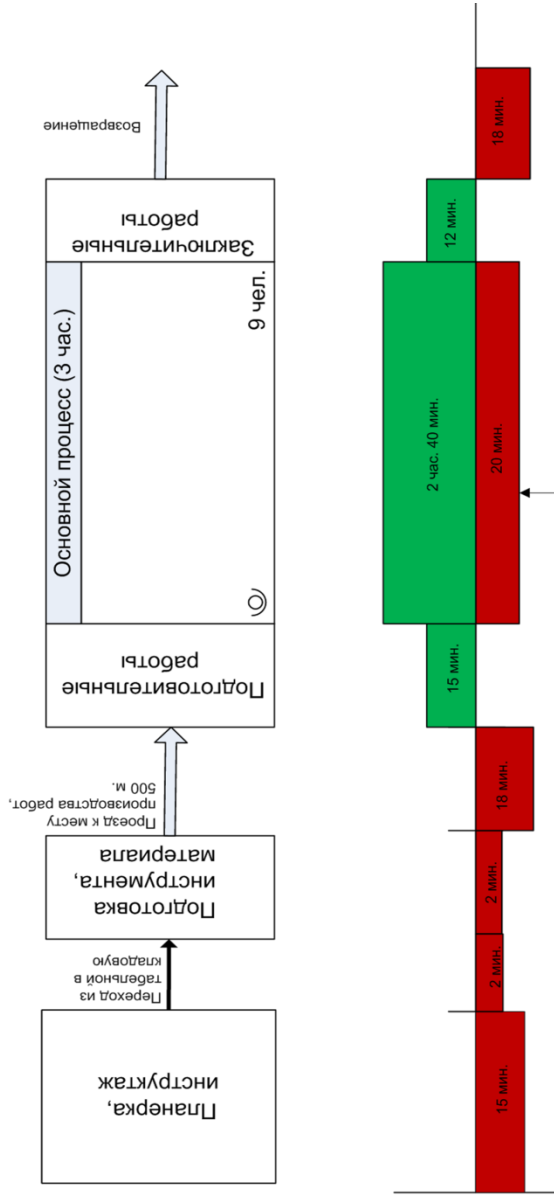 Планерка,
инструктаж
Переход из
табельной в
кладовую
Подготовка
инструмента,
материала
Проезд к месту
производства работ,
500 м.
Подготовительные
работы
Основной процесс (3 час.)
9 чел.
Заключительные
работы
Возвращение
15 мин.
2 мин.
2 мин.
18 мин.
15 мин.
2 час. 40 мин.
20 мин.
12 мин.
18 мин.